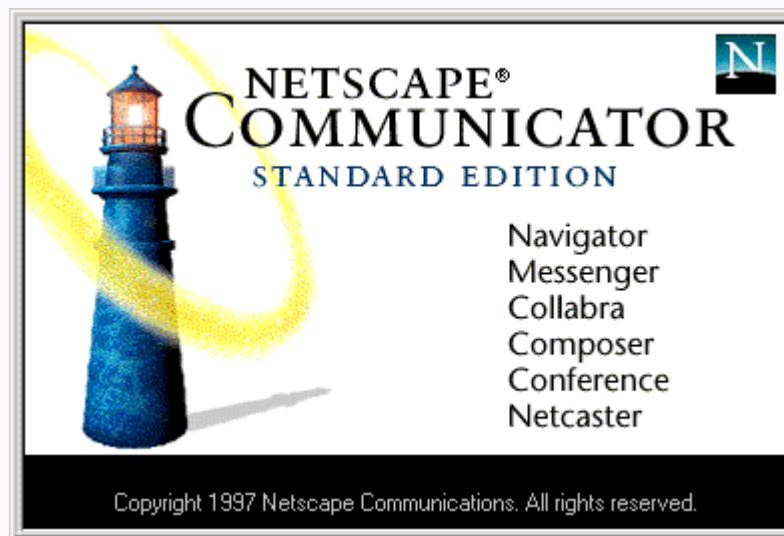 N
NETSCAPE®
COMMUNICATOR
STANDARD EDITION
Navigator
Messenger
Collabra
Composer
Conference
Netcaster
Copyright 1997 Netscape Communications. All rights reserved.